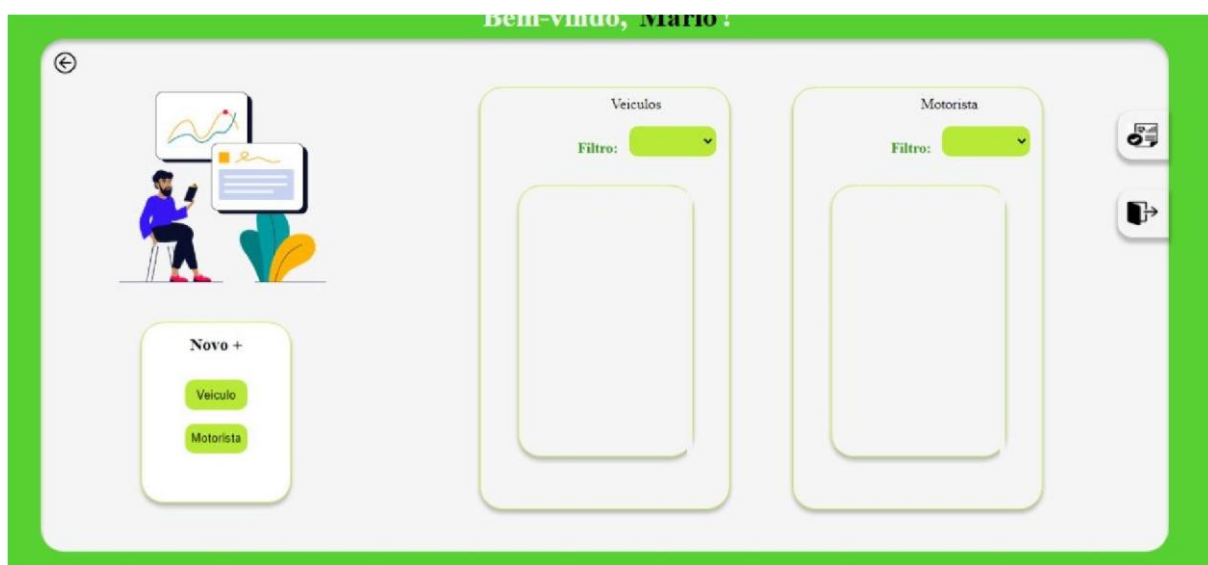 Bem-vindo, Mario!
Veiculos
Filtro:
Motorista
Filtro:
Novo +
Veiculo
Motorista